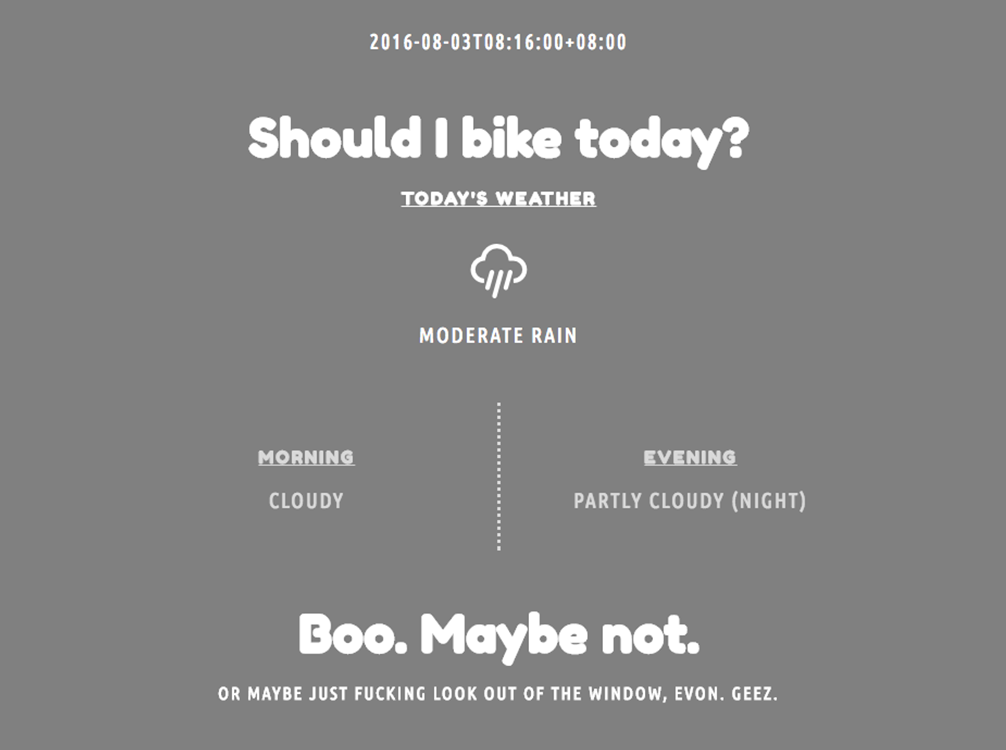 2016-08-03T08:16:00+08:00
Should I bike today?
TODAY'S WEATHER
MODERATE RAIN
MORNING
CLOUDY
EVENING
PARTLY CLOUDY (NIGHT)
Boo. Maybe not.
OR MAYBE JUST FUCKING LOOK OUT OF THE WINDOW, EVON. GEEZ.